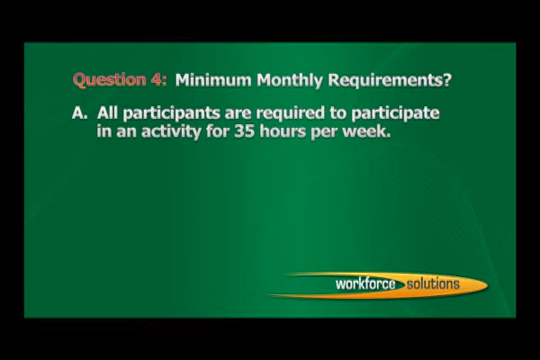 Question 4: Minimum Monthly Requirements?
A. All participants are required to participate
in an activity for 35 hours per week.
workforce solutions